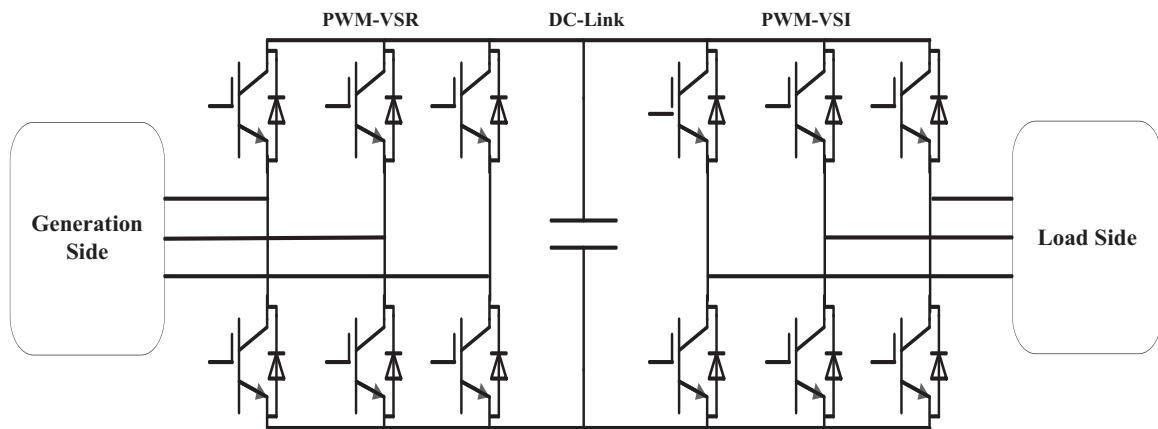 PWM-VSR
DC-Link
PWM-VSI
Generation
Side
Load Side